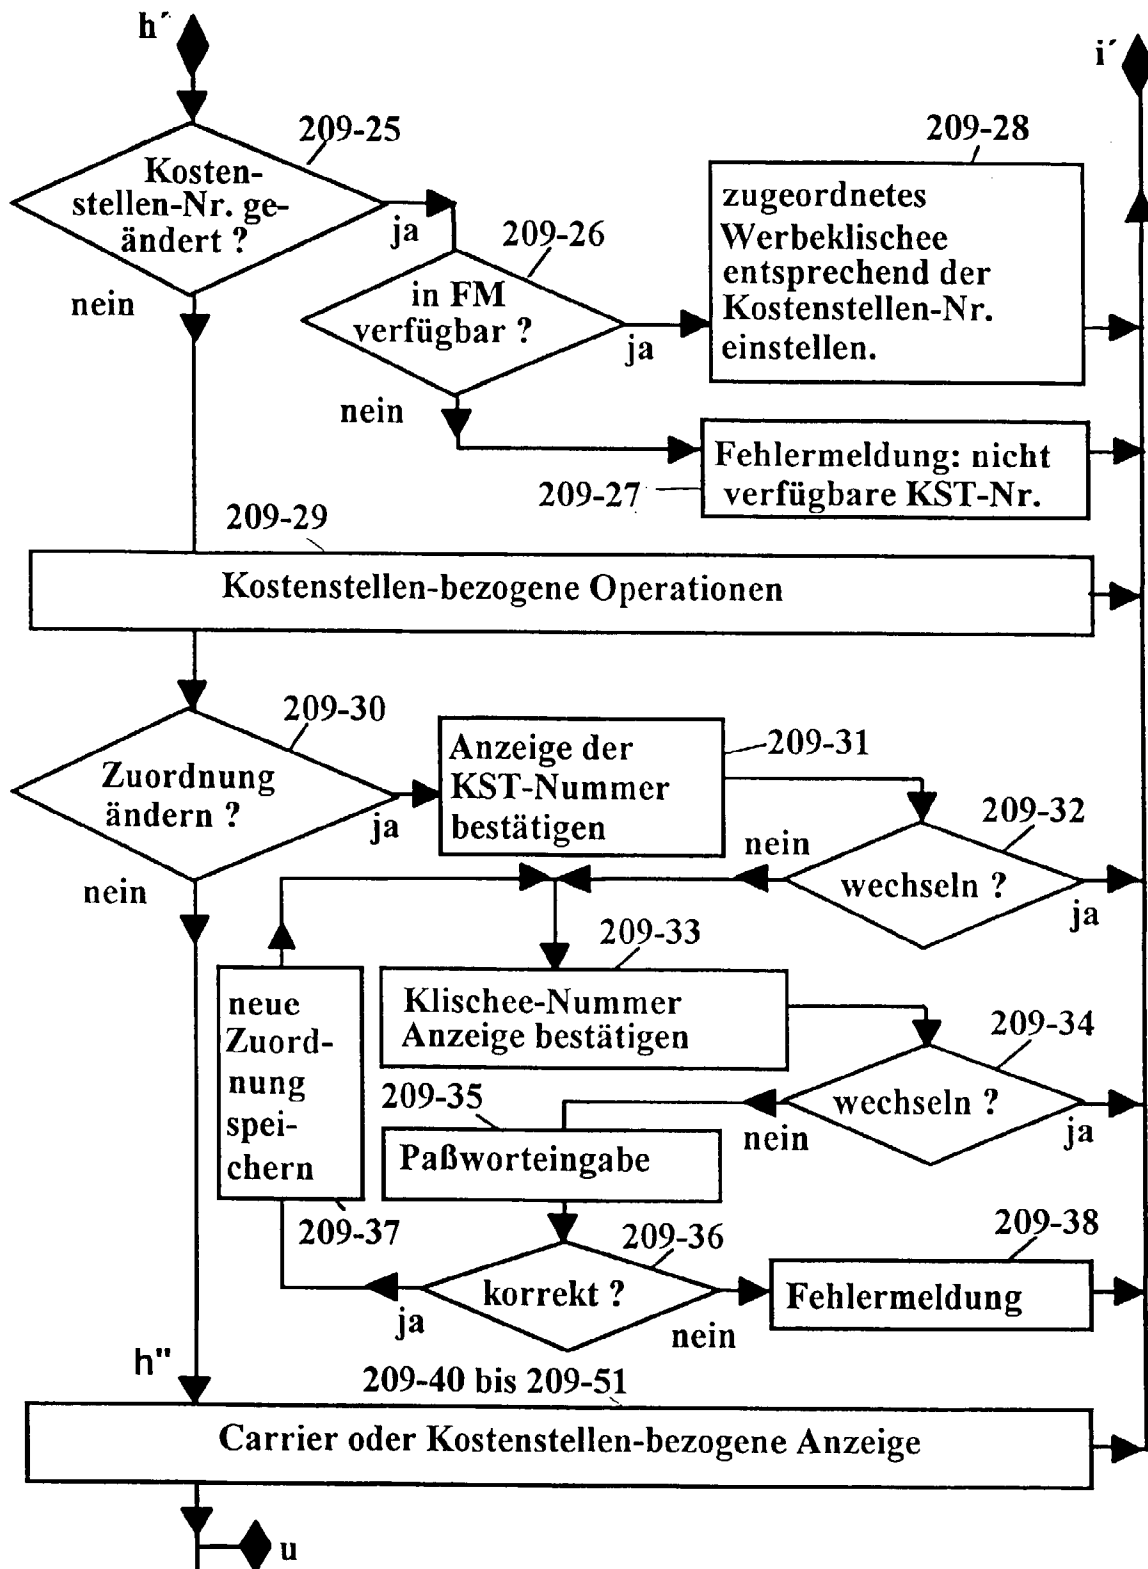 h´
i´
209-25
209-28
Kosten-
stellen-Nr. ge-
ändert ?
ja
nein
209-26
in FM
verfügbar ?
ja
nein
zugeordnetes
Werbeklischee
entsprechend der
Kostenstellen-Nr.
einstellen.
Fehlermeldung: nicht
verfügbare KST-Nr.
209-27
209-29
Kostenstellen-bezogene Operationen
209-30
Zuordnung
ändern ?
ja
nein
Anzeige der
KST-Nummer
bestätigen
209-31
209-32
nein
wechseln ?
ja
209-33
Klischee-Nummer
Anzeige bestätigen
209-34
wechseln ?
nein
ja
209-35
Paßworteingabe
neue
Zuord-
nung
spei-
chern
209-37
209-36
korrekt ?
ja
nein
209-38
Fehlermeldung
h"
209-40 bis 209-51
Carrier oder Kostenstellen-bezogene Anzeige
u